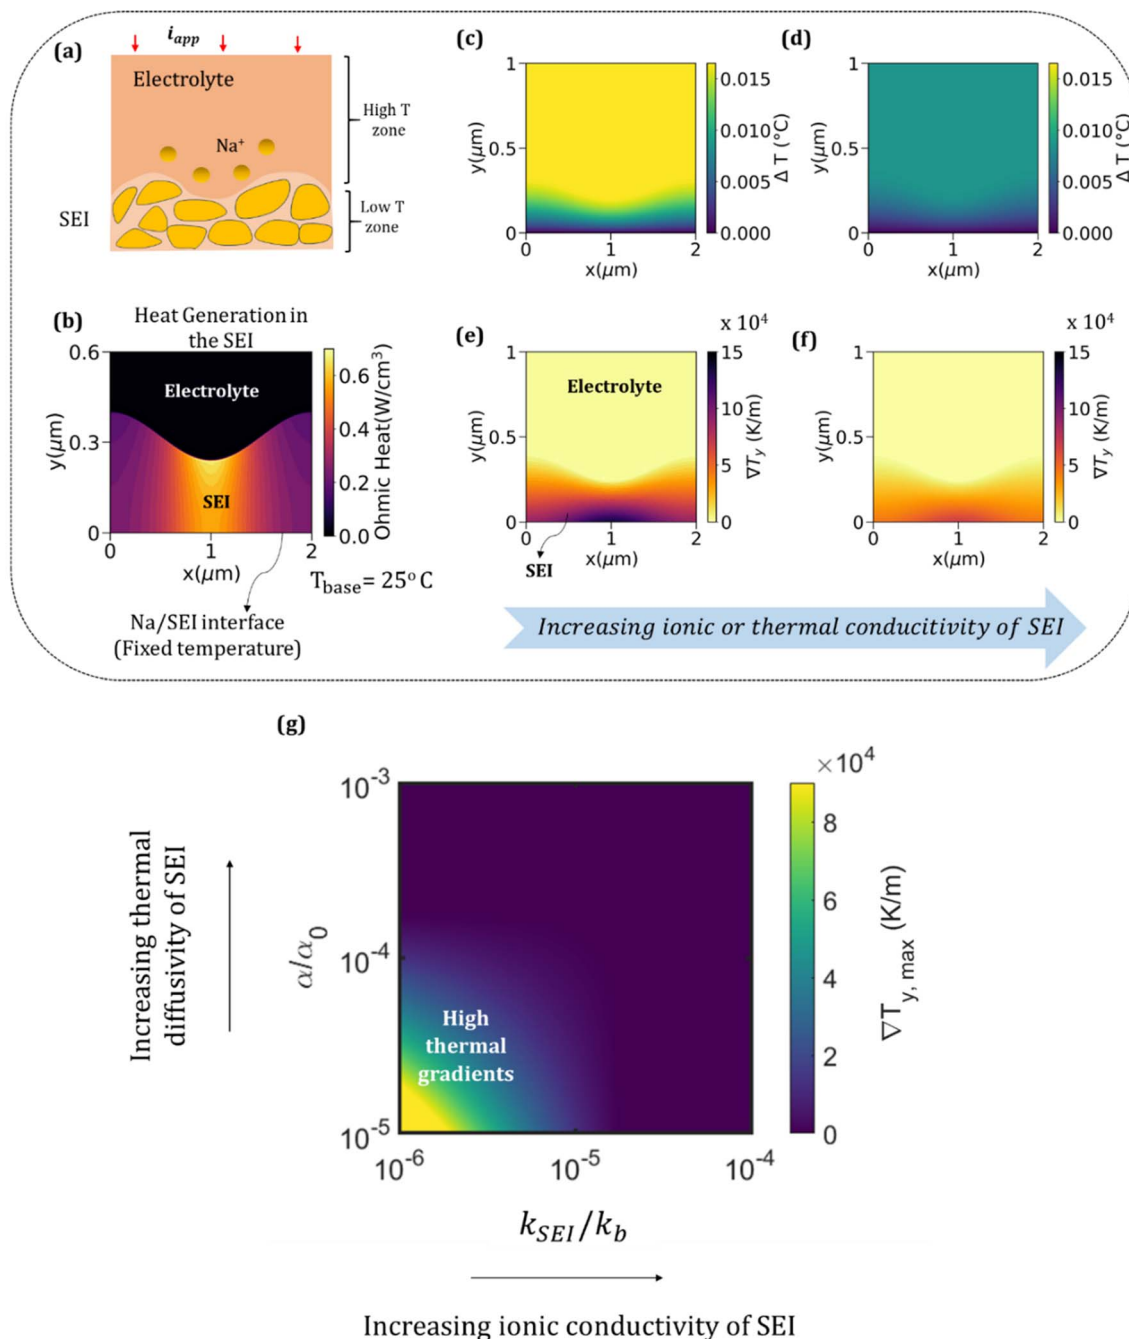 (a)
i_app
Electrolyte
Na⁺
SEI
High T
zone
Low T
zone
(b)
Heat Generation in
the SEI
0.6
0.3
0
y(μm)
Electrolyte
SEI
0
1
2
x(μm)
0.6
0.4
0.2
0.0
Ohmic Heat(W/cm³)
T_base= 25° C
Na/SEI interface
(Fixed temperature)
(c)
1
0.5
0
y(μm)
0
1
2
x(μm)
0.015
0.010
0.005
0.000
Δ T (°C)
(d)
1
0.5
0
y(μm)
0
1
2
x(μm)
0.015
0.010
0.005
0.000
Δ T (°C)
(e)
x 10⁴
1
0.5
0
y(μm)
Electrolyte
SEI
0
1
2
x(μm)
15
10
5
0
∇T_y (K/m)
(f)
x 10⁴
1
0.5
0
y(μm)
0
1
2
x(μm)
15
10
5
0
∇T_y (K/m)
Increasing ionic or thermal conducitivity of SEI
(g)
Increasing thermal
diffusivity of SEI
α/α₀
10⁻³
10⁻⁴
10⁻⁵
High
thermal
gradients
10⁻⁶
10⁻⁵
10⁻⁴
k_SEI/k_b
×10⁴
8
6
4
2
0
∇T_y, max (K/m)
Increasing ionic conductivity of SEI